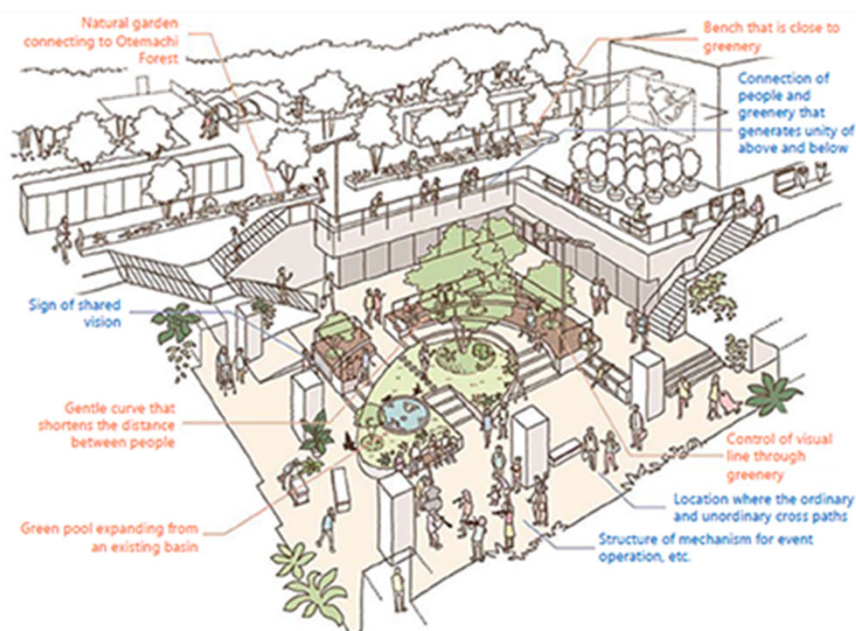 Natural garden
connecting to Otemachi
Forest
Bench that is close to
greenery
Connection of
people and
greenery that
generates unity of
above and below
Sign of shared
vision
Gentle curve that
shortens the distance
between people
Control of visual
line through
greenery
Location where the ordinary
and unordinary cross paths
Green pool expanding from
an existing basin
Structure of mechanism for event
operation, etc.